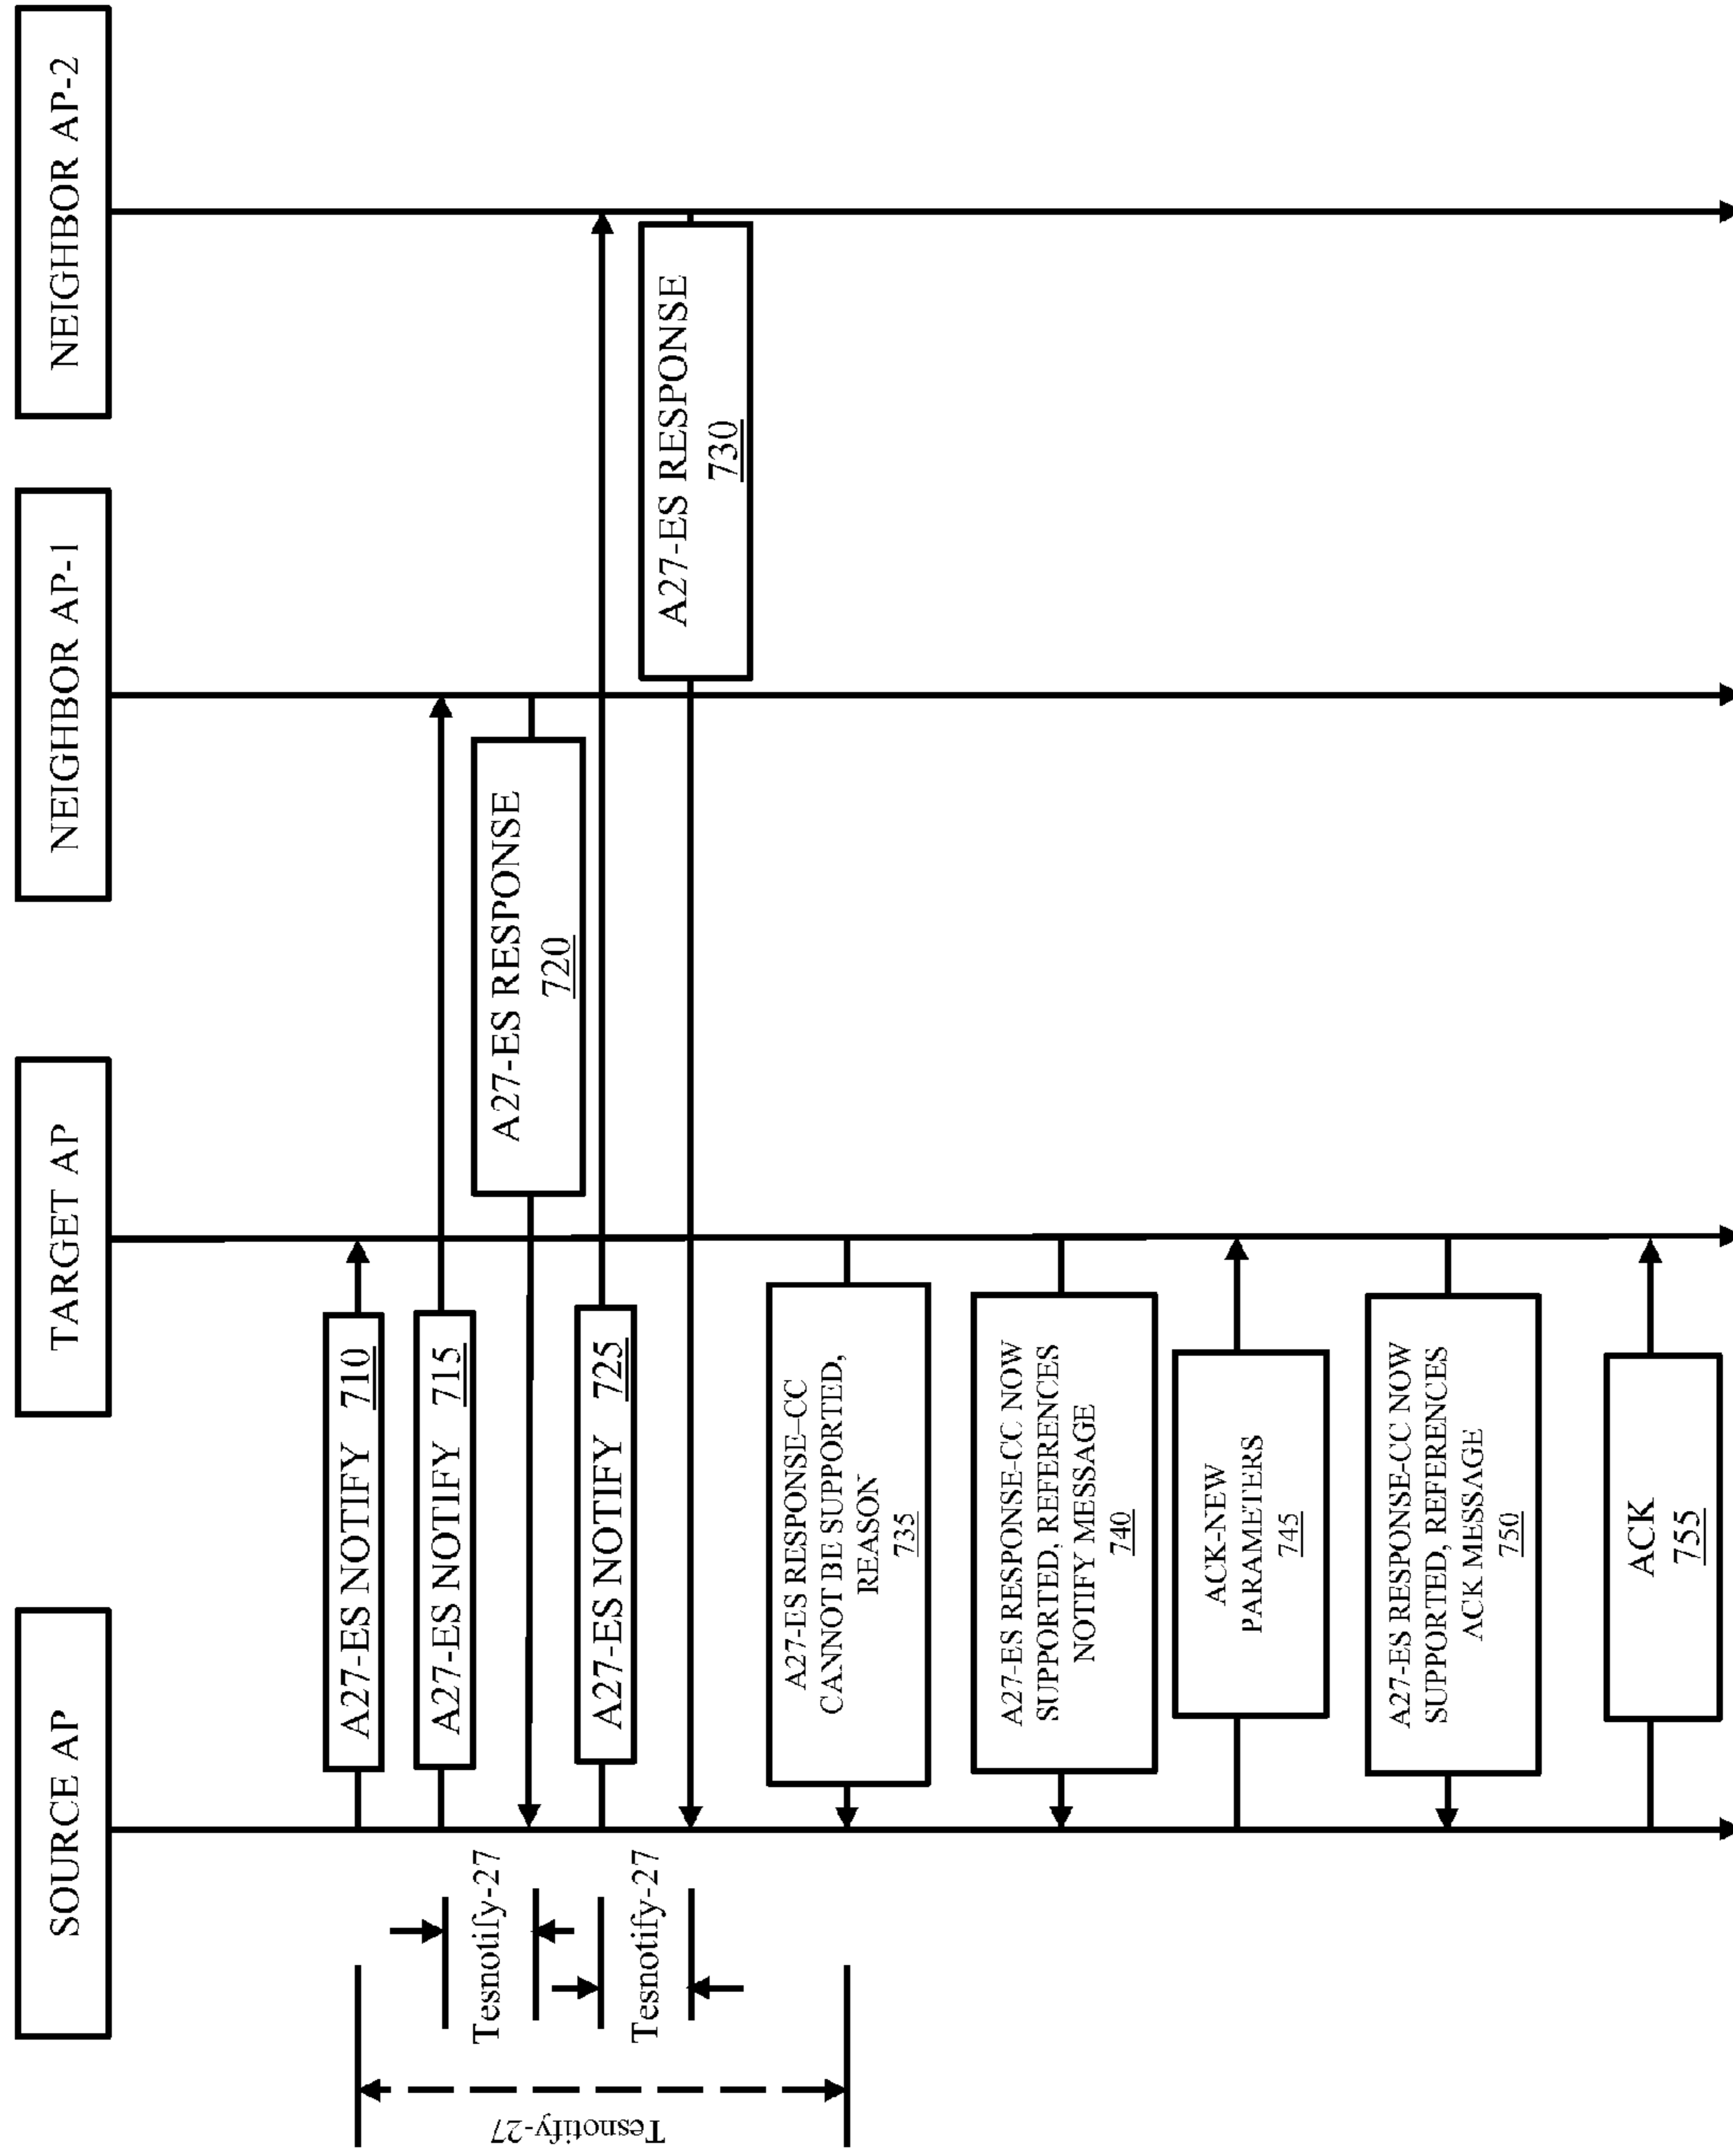 SOURCE AP
TARGET AP
NEIGHBOR AP-1
NEIGHBOR AP-2
A27-ES NOTIFY 710
A27-ES NOTIFY 715
A27-ES RESPONSE
720
A27-ES NOTIFY 725
A27-ES RESPONSE
730
A27-ES RESPONSE–CC
CANNOT BE SUPPORTED,
REASON
735
A27-ES RESPONSE-CC NOW
SUPPORTED, REFERENCES
NOTIFY MESSAGE
740
ACK-NEW
PARAMETERS
745
A27-ES RESPONSE-CC NOW
SUPPORTED, REFERENCES
ACK MESSAGE
750
ACK
755
Tesnotify-27
Tesnotify-27
Tesnotify-27